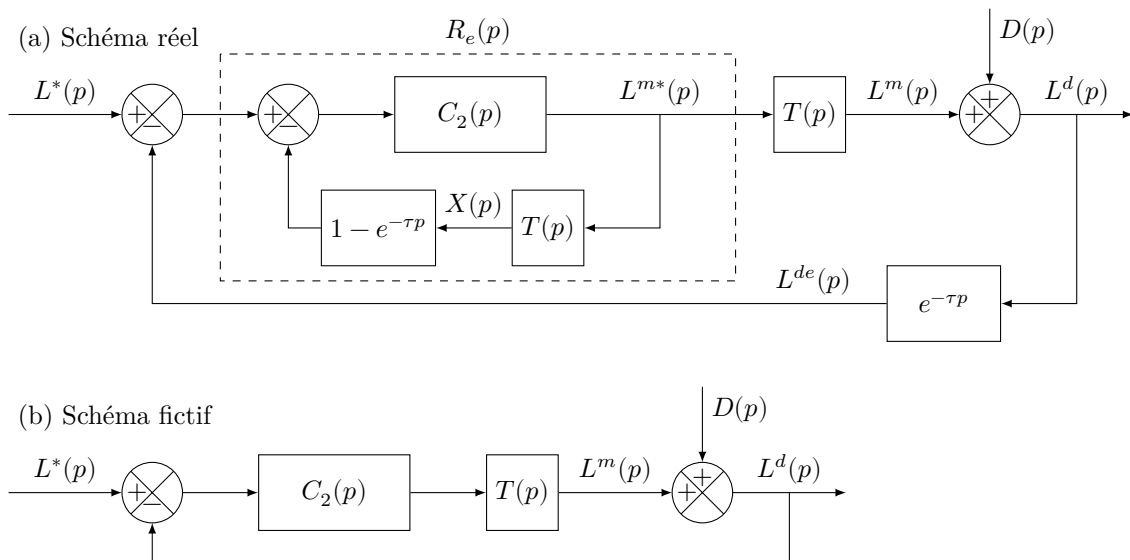 (a) Schéma réel
R_e(p)
D(p)
L*(p)
+
−
+
−
C_2(p)
L^{m*}(p)
T(p)
L^m(p)
+
+
L^d(p)
1 − e^{−τp}
X(p)
T(p)
L^{de}(p)
e^{−τp}
(b) Schéma fictif
D(p)
L*(p)
+
−
C_2(p)
T(p)
L^m(p)
+
+
L^d(p)